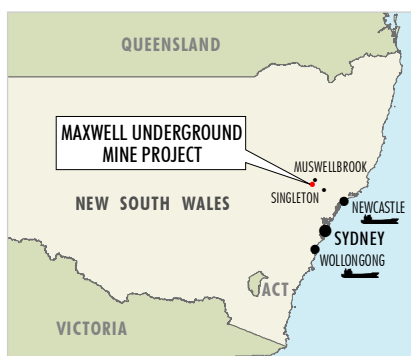 QUEENSLAND
MAXWELL UNDERGROUND
MINE PROJECT
MUSWELLBROOK
SINGLETON
NEW SOUTH WALES
NEWCASTLE
SYDNEY
WOLLONGONG
ACT
VICTORIA